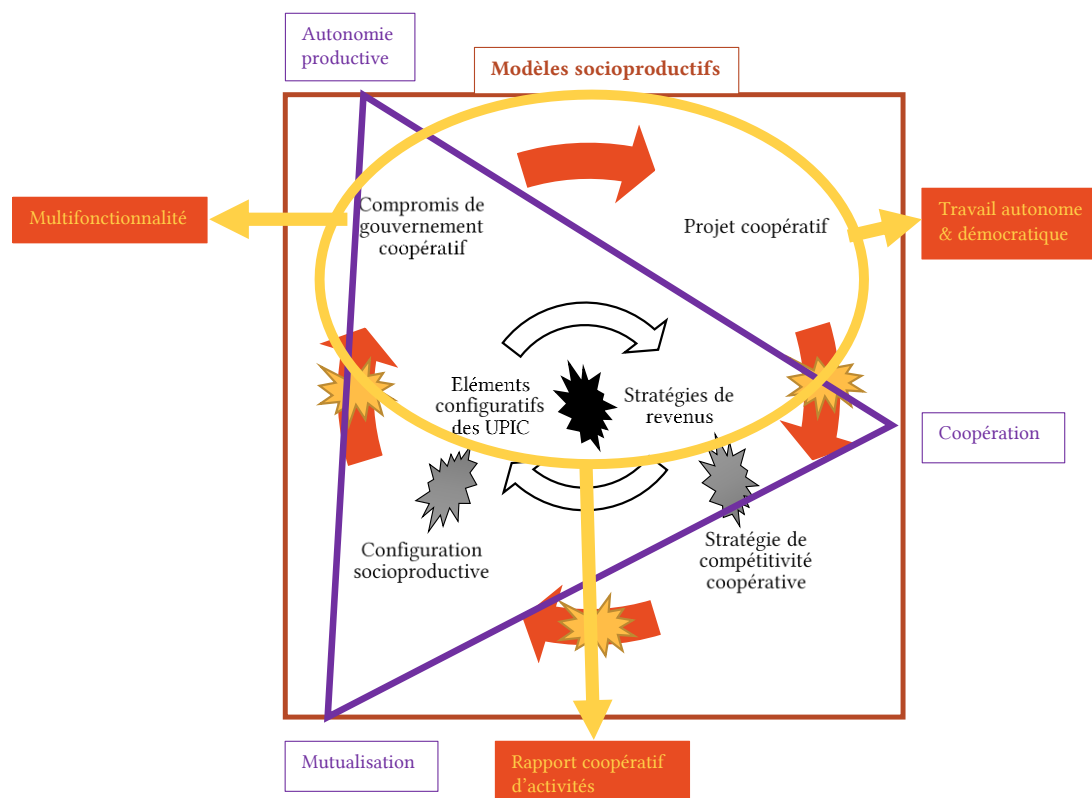 Autonomie
productive
Modèles socioproductifs
Multifonctionnalité
Compromis de
gouvernement
coopératif
Projet coopératif
Travail autonome
& démocratique
Eléments
configuratifs
des UPIC
Stratégies de
revenus
Coopération
Configuration
socioproductive
Stratégie de
compétitivité
coopérative
Mutualisation
Rapport coopératif
d’activités